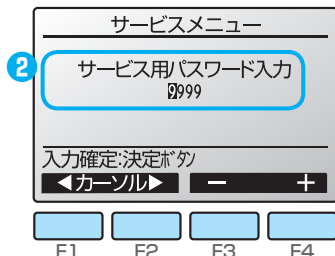 サービスメニュー
2
サービス用パスワード入力
9999
入力確定:決定ボタン
◀カーソル▶ － ＋
F1 F2 F3 F4